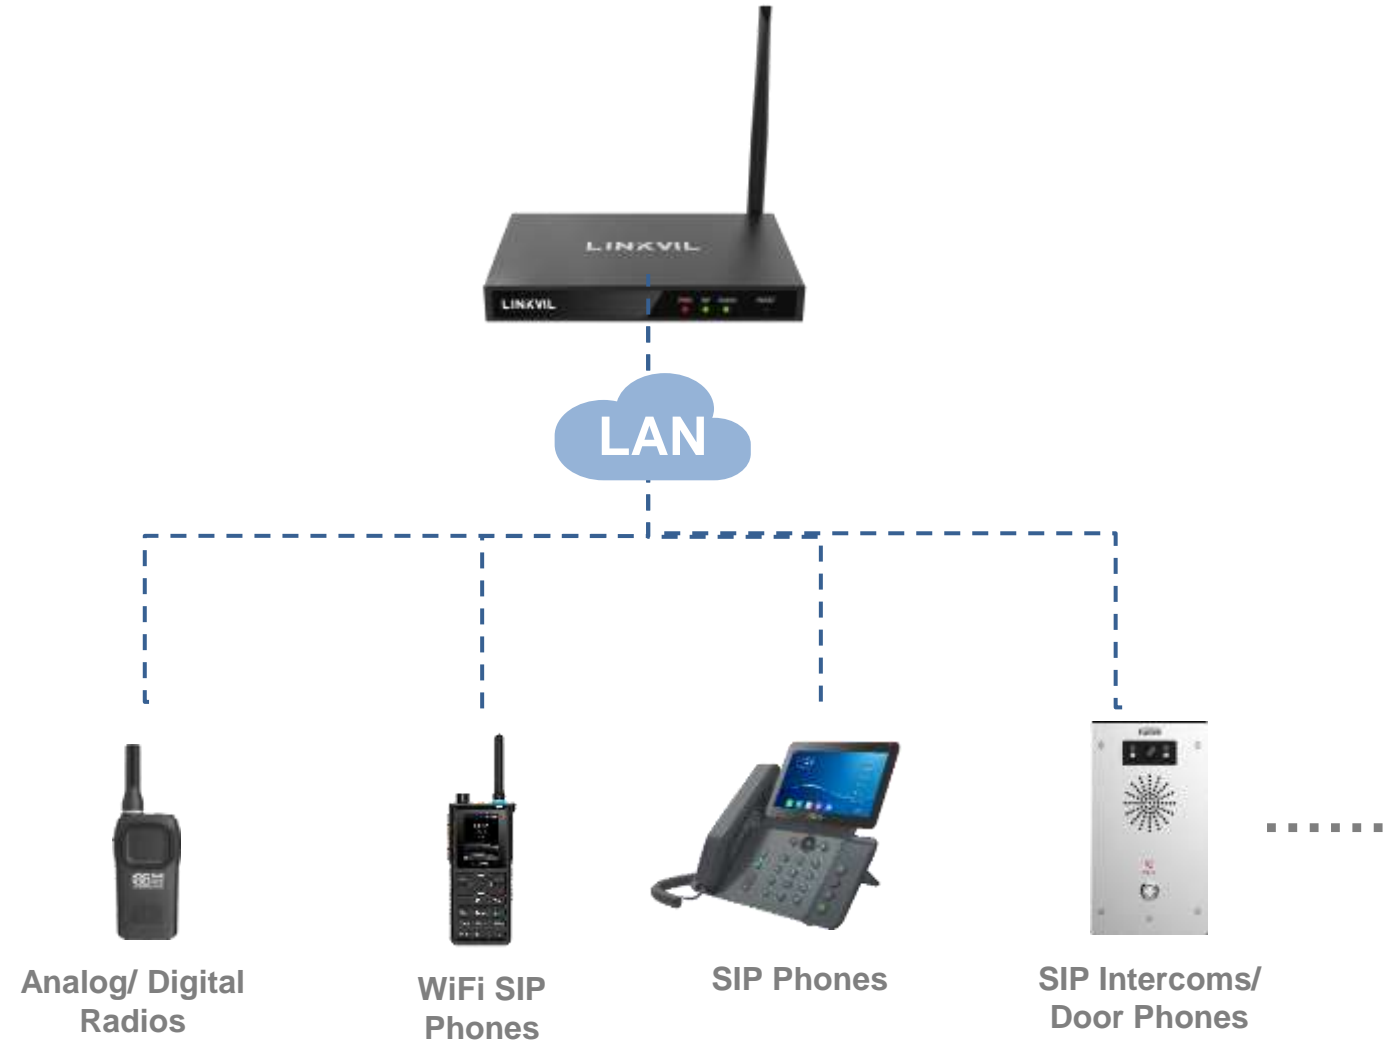 LINKVIL
LINKVIL
LAN
Analog/ Digital
Radios
WiFi SIP
Phones
SIP Phones
SIP Intercoms/
Door Phones